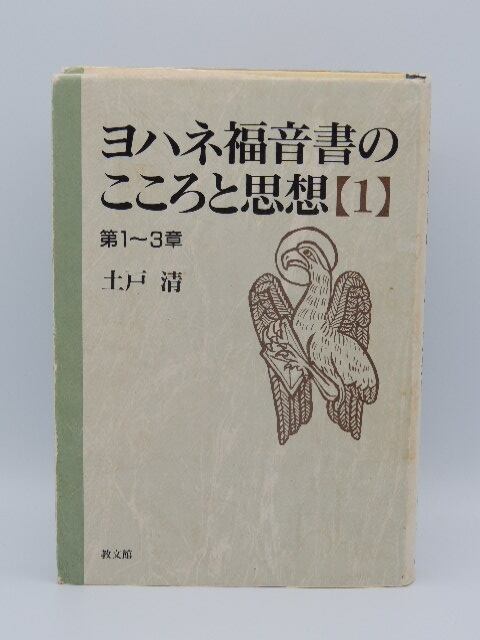 ヨハネ福音書の
こころと思想【1】
第1〜3章
土戸 清
教文館